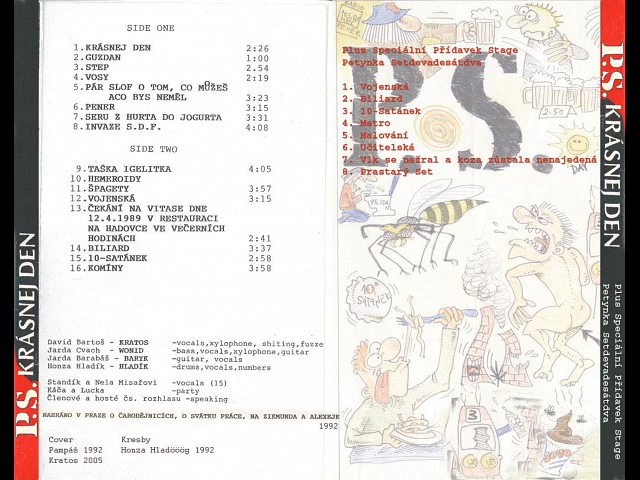 P.S. KRÁSNEJ DEN
SIDE ONE
1.KRÁSNEJ DEN 2:26
2.GUZDAN 1:00
3.STEP 2.54
4.VOSY 2:19
5.PÁR SLOF O TOM, CO MŮŽEŠ
ACO BYS NEMĚL 3:23
6.PENER 3:15
7.SERU Z HURTA DO JOGURTA 3:31
8.INVAZE S.D.F. 4:08
SIDE TWO
9.TAŠKA IGELITKA 4:05
10.HEMKROIDY
11.ŠPAGETY 3:57
12.VOJENSKÁ 3:15
13.ČEKÁNÍ NA VITASE DNE
12.4.1989 V RESTAURACI
NA HADOVCE VE VEČERNÍCH
HODINÁCH 2:41
14.BILIARD 3:37
15.10-SATÁNEK 2:58
16.KOMÍNY 3:58
David Bartoš - KRATOS -vocals,xylophone, shiting,fuzze
Jarda Cvach - WONID -bass,vocals,xylophone,guitar
Jarda Barabáš - BARYK -guitar, vocals
Honza Hladík - HLADÍK -drums,vocals,numbers
Standík a Nela Misařovi -vocals (15)
Káča a Lucka -party
Členové a hosté čs. rozhlasu -speaking
NAHRÁNO V PRAZE O ČARODĚJNICÍCH, O SVÁTKU PRÁCE, NA ZIKMUNDA A ALEXEJE
1992
Cover Kresby
Pampáš 1992 Honza Hladööög 1992
Kratos 2005
P.S.
Plus Speciální Přídavek Stage
Petynka Setdevadesátdva
1. Vojenská
2. Biliard
3. 10-Satánek
4. Metro
5. Malování
6. Učitelská
7. Vlk se nažral a koza zůstala nenajedená
8. Prastarý Set
2.50
DAY
10°
SATÁNEK
3
P.S. KRÁSNEJ DEN
Plus Speciální Přídavek Stage
Petynka Setdevadesátdva